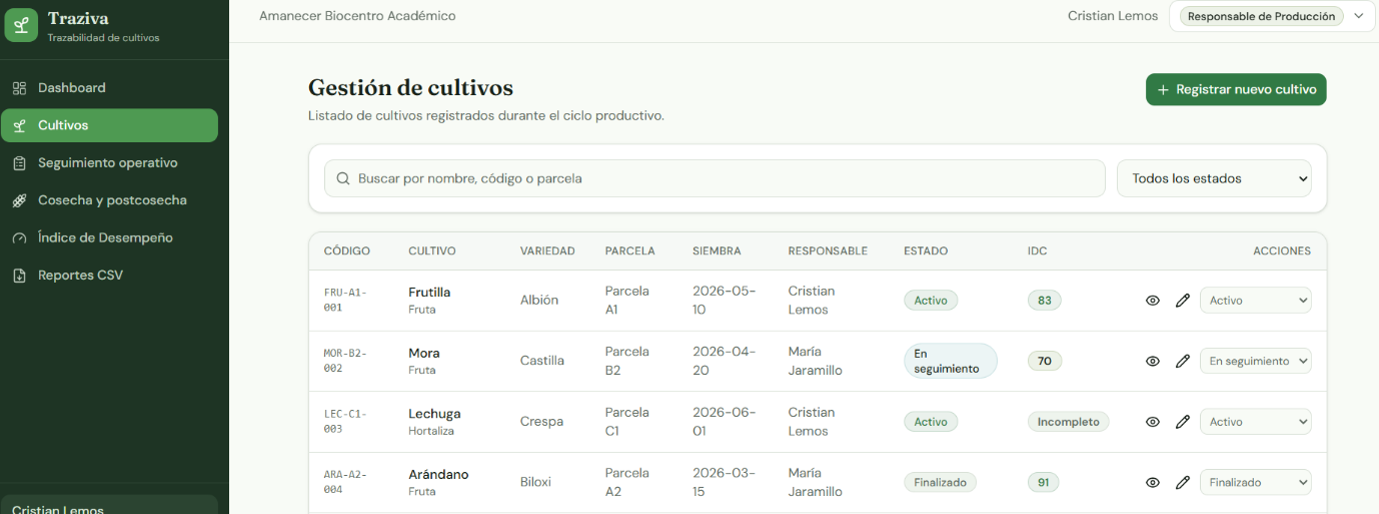 Traziva
Trazabilidad de cultivos
Amanecer Biocentro Académico
Cristian Lemos
Responsable de Producción
Dashboard
Cultivos
Seguimiento operativo
Cosecha y postcosecha
Índice de Desempeño
Reportes CSV
Cristian Lemos
Gestión de cultivos
Listado de cultivos registrados durante el ciclo productivo.
+ Registrar nuevo cultivo
Buscar por nombre, código o parcela
Todos los estados
CÓDIGO CULTIVO VARIEDAD PARCELA SIEMBRA RESPONSABLE ESTADO IDC ACCIONES
FRU-A1- Frutilla Albión Parcela 2026-05- Cristian Activo 83 Activo
001 Fruta A1 10 Lemos
MOR-B2- Mora Castilla Parcela 2026-04- María En 70 En seguimiento
002 Fruta B2 20 Jaramillo seguimiento
LEC-C1- Lechuga Crespa Parcela 2026-06- Cristian Activo Incompleto Activo
003 Hortaliza C1 01 Lemos
ARA-A2- Arándano Biloxi Parcela 2026-03- María Finalizado 91 Finalizado
004 Fruta A2 15 Jaramillo